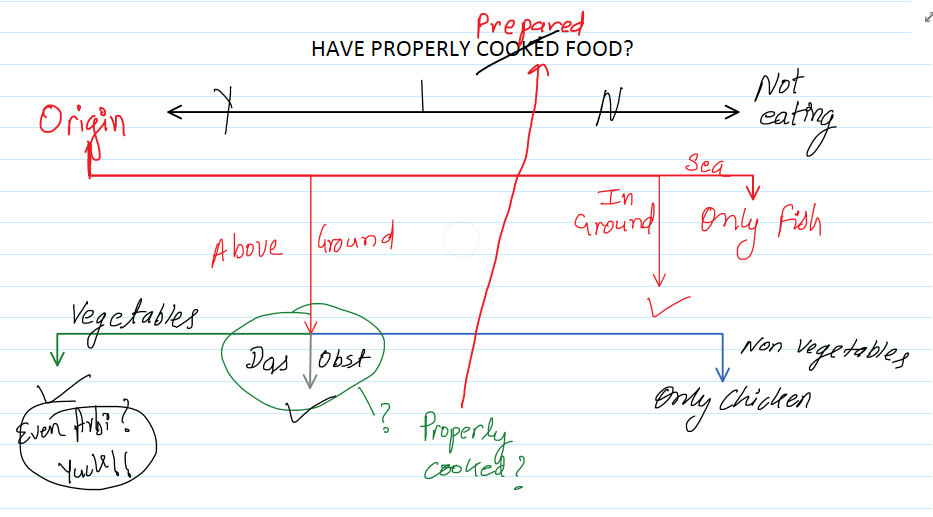 Prepared
HAVE PROPERLY COOKED FOOD?
Origin
Y
N
Not
eating
Sea
In
Ground
Only Fish
Above Ground
Vegetables
Das Obst
Non Vegetables
Only Chicken
Even Arbi?
Yuck!!
?
Properly
cooked?